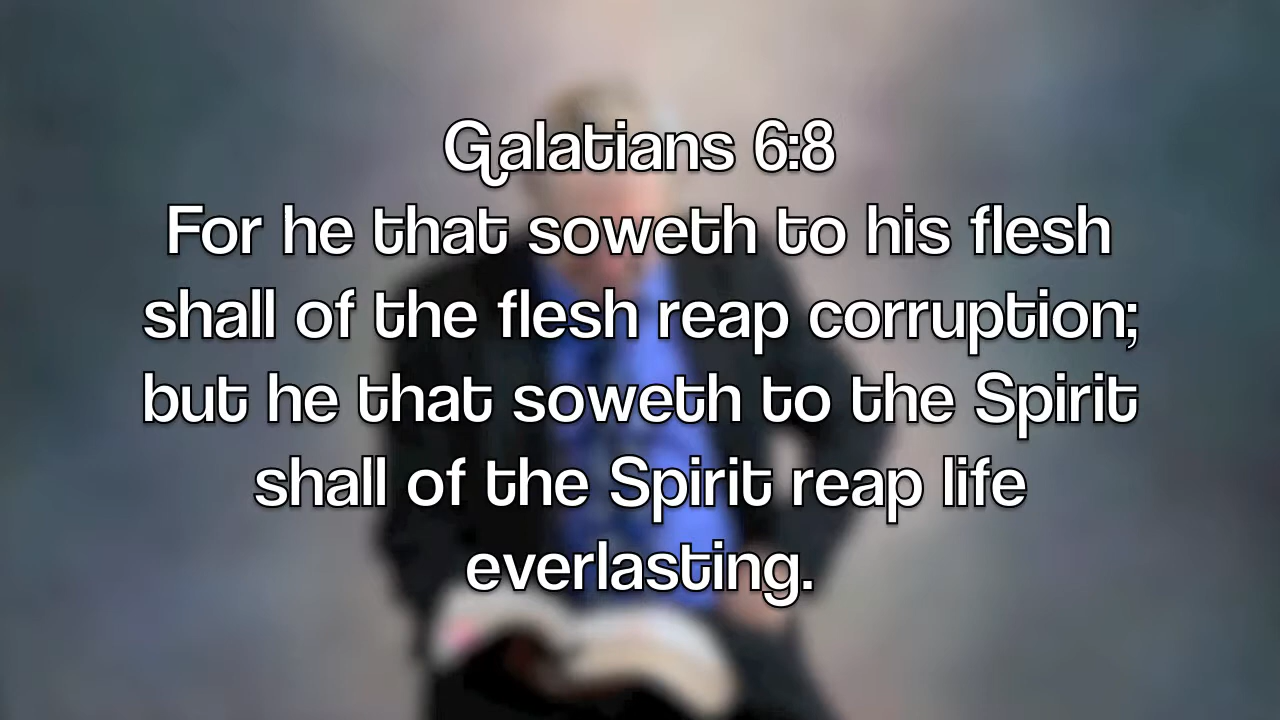 Galatians 6:8
For he that soweth to his flesh
shall of the flesh reap corruption;
but he that soweth to the Spirit
shall of the Spirit reap life
everlasting.